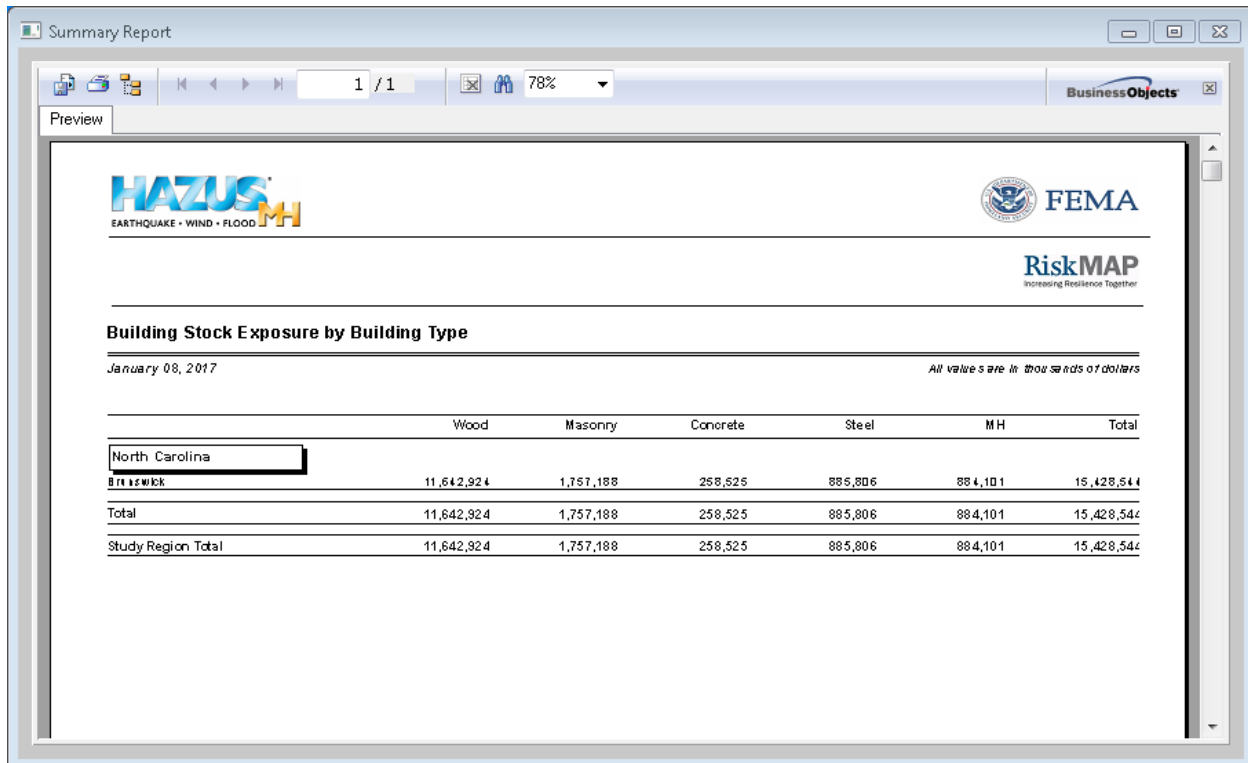 Summary Report
1 / 1 78%
BusinessObjects
Preview
HAZUS MH
EARTHQUAKE • WIND • FLOOD
FEMA
RiskMAP
Increasing Resilience Together
Building Stock Exposure by Building Type
January 08, 2017 All values are in thousands of dollars
Wood Masonry Concrete Steel MH Total
North Carolina
Brunswick 11,642,924 1,757,188 258,525 885,806 884,101 15,428,544
Total 11,642,924 1,757,188 258,525 885,806 884,101 15,428,544
Study Region Total 11,642,924 1,757,188 258,525 885,806 884,101 15,428,544